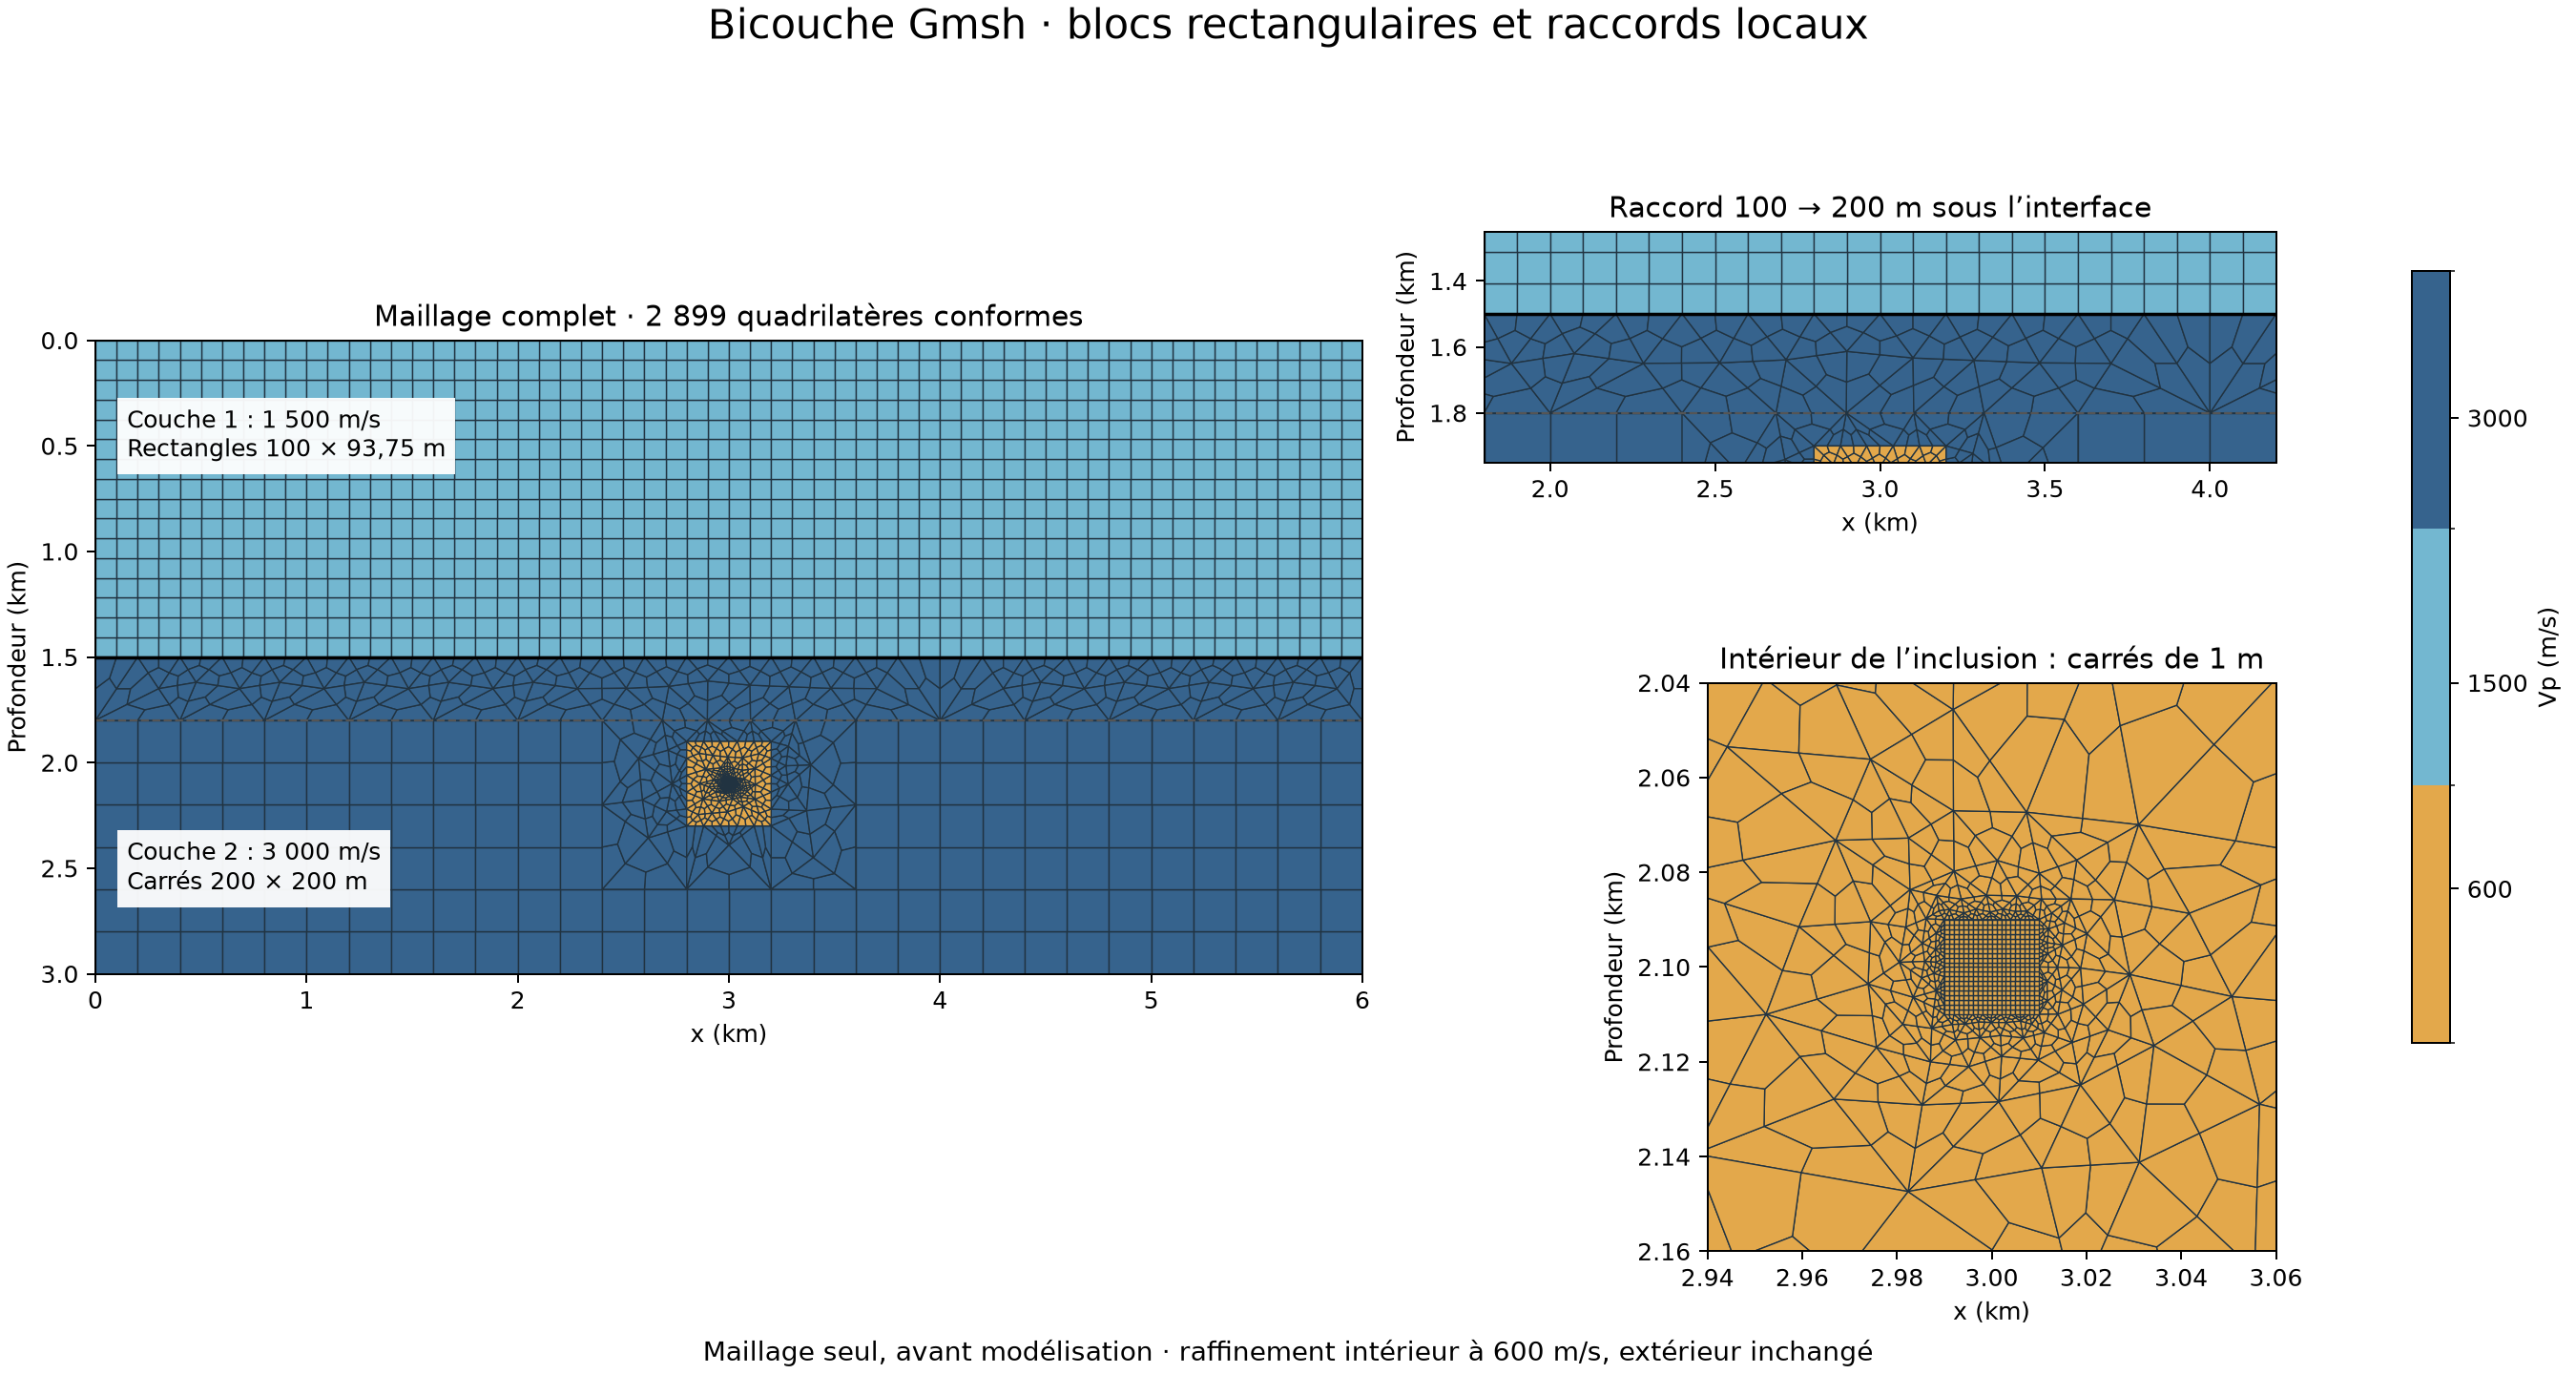 Bicouche Gmsh · blocs rectangulaires et raccords locaux
Maillage complet · 2 899 quadrilatères conformes
Profondeur (km)
0.0
0.5
1.0
1.5
2.0
2.5
3.0
Couche 1 : 1 500 m/s
Rectangles 100 × 93,75 m
Couche 2 : 3 000 m/s
Carrés 200 × 200 m
0
1
2
3
4
5
6
x (km)
Raccord 100 → 200 m sous l’interface
Profondeur (km)
1.4
1.6
1.8
2.0
2.5
3.0
3.5
4.0
x (km)
Intérieur de l’inclusion : carrés de 1 m
Profondeur (km)
2.04
2.06
2.08
2.10
2.12
2.14
2.16
2.94
2.96
2.98
3.00
3.02
3.04
3.06
x (km)
3000
1500
600
Vp (m/s)
Maillage seul, avant modélisation · raffinement intérieur à 600 m/s, extérieur inchangé